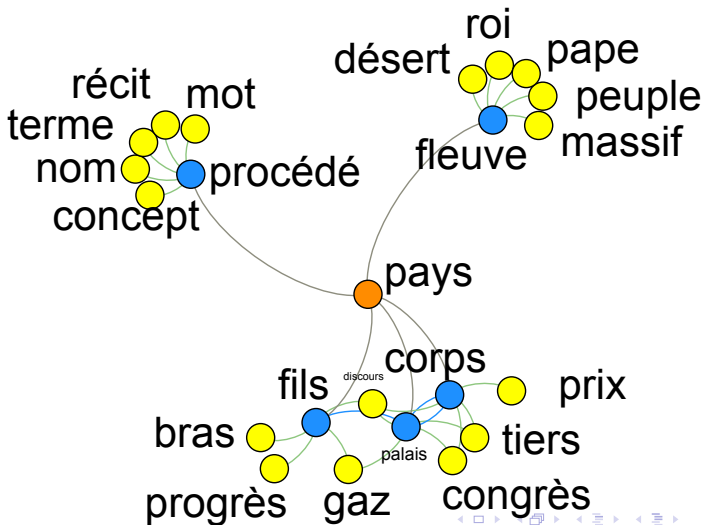 roi
désert
pape
récit
mot
peuple
terme
massif
fleuve
nom
procédé
concept
pays
corps
discours
fils
prix
bras
tiers
palais
progrès
gaz
congrès